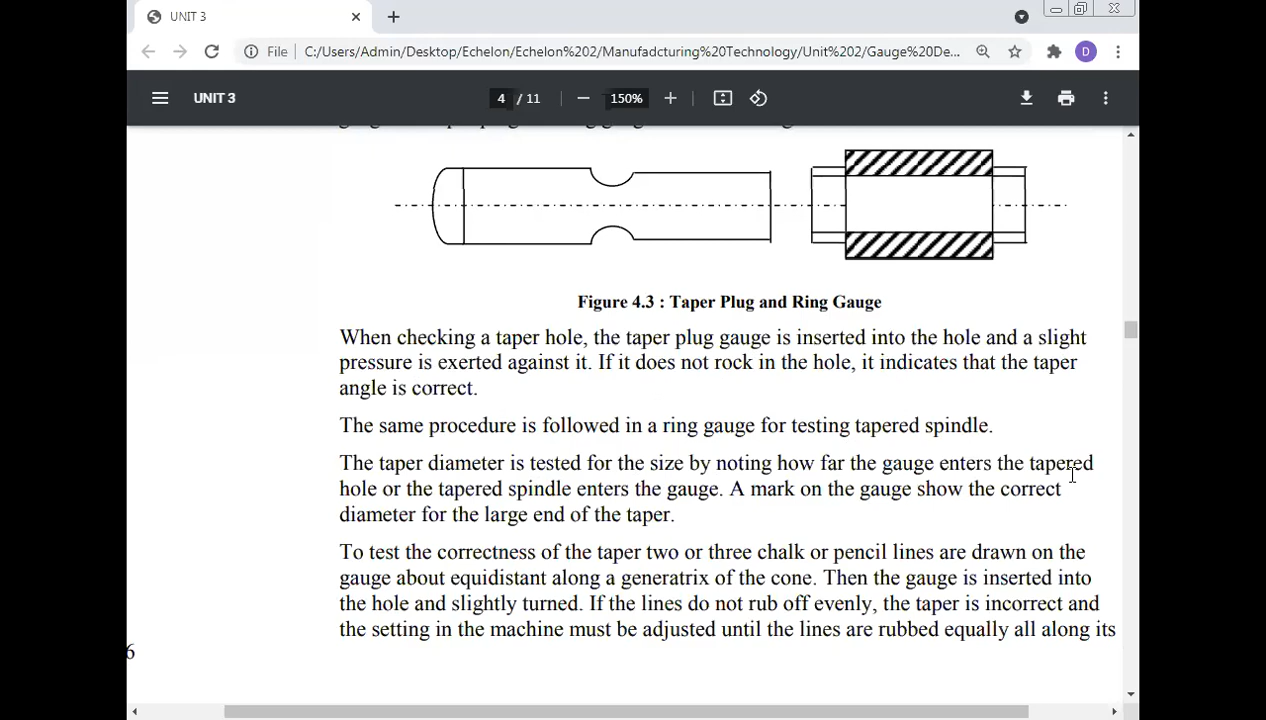 UNIT 3
File C:/Users/Admin/Desktop/Echelon/Echelon%202/Manufadcturing%20Technology/Unit%202/Gauge%20De...
D
UNIT 3
4 / 11
150%
Figure 4.3 : Taper Plug and Ring Gauge
When checking a taper hole, the taper plug gauge is inserted into the hole and a slight
pressure is exerted against it. If it does not rock in the hole, it indicates that the taper
angle is correct.
The same procedure is followed in a ring gauge for testing tapered spindle.
The taper diameter is tested for the size by noting how far the gauge enters the tapered
hole or the tapered spindle enters the gauge. A mark on the gauge show the correct
diameter for the large end of the taper.
To test the correctness of the taper two or three chalk or pencil lines are drawn on the
gauge about equidistant along a generatrix of the cone. Then the gauge is inserted into
the hole and slightly turned. If the lines do not rub off evenly, the taper is incorrect and
the setting in the machine must be adjusted until the lines are rubbed equally all along its
6